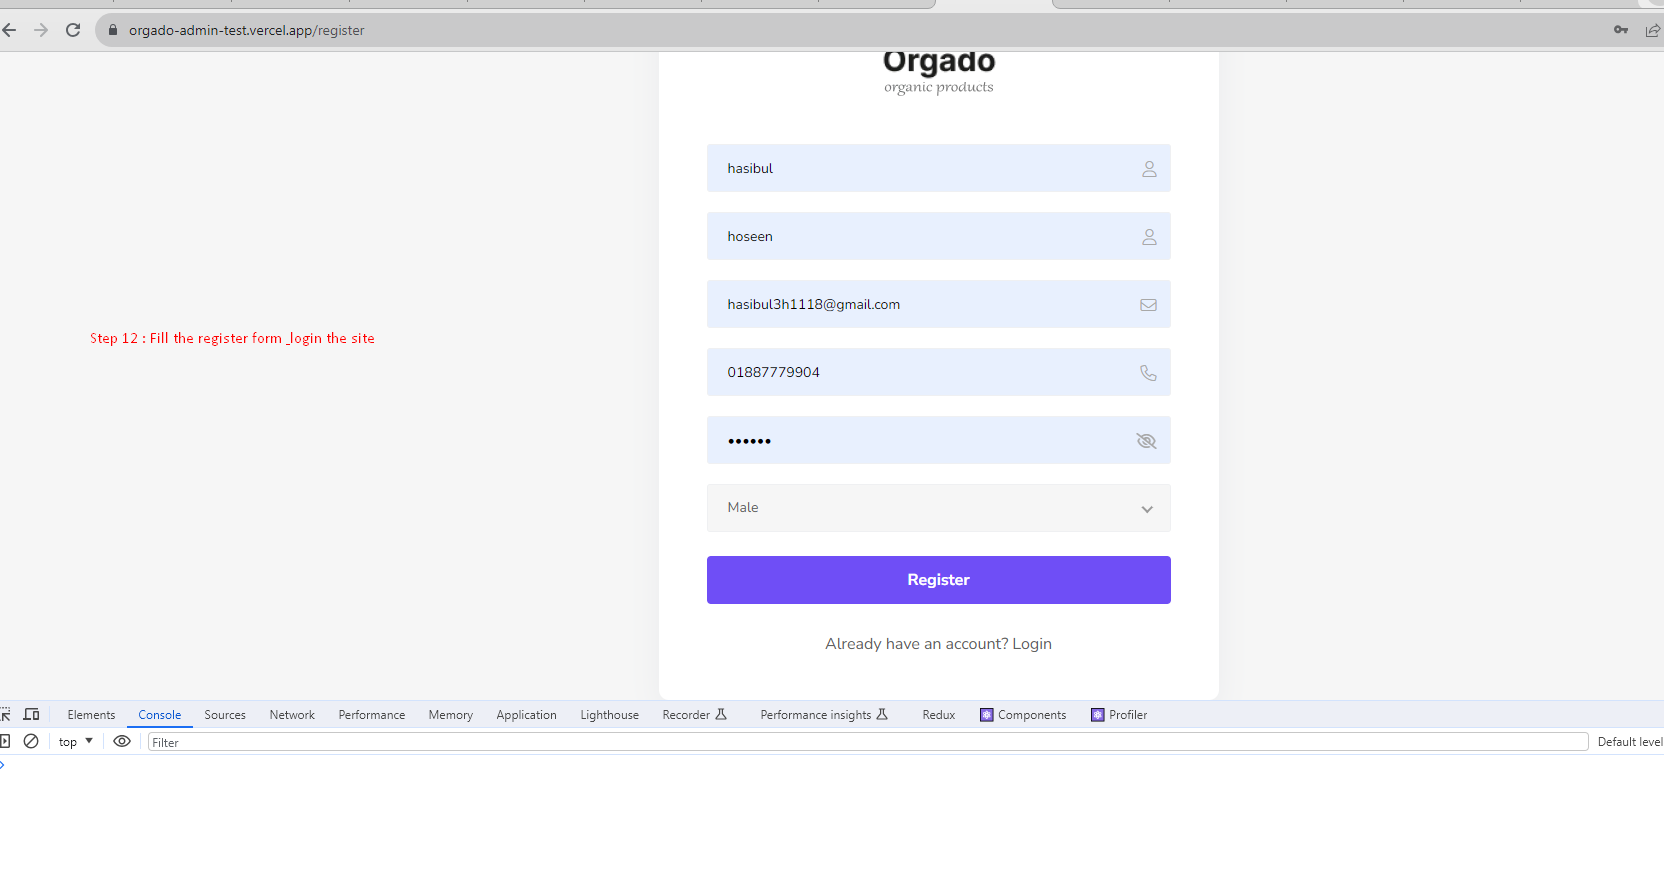 orgado-admin-test.vercel.app/register
Orgado
organic products
hasibul
hoseen
hasibul3h1118@gmail.com
Step 12 : Fill the register form _login the site
01887779904
••••••
Male
Register
Already have an account? Login
Elements Console Sources Network Performance Memory Application Lighthouse Recorder Performance insights Redux Components Profiler
top Filter Default level